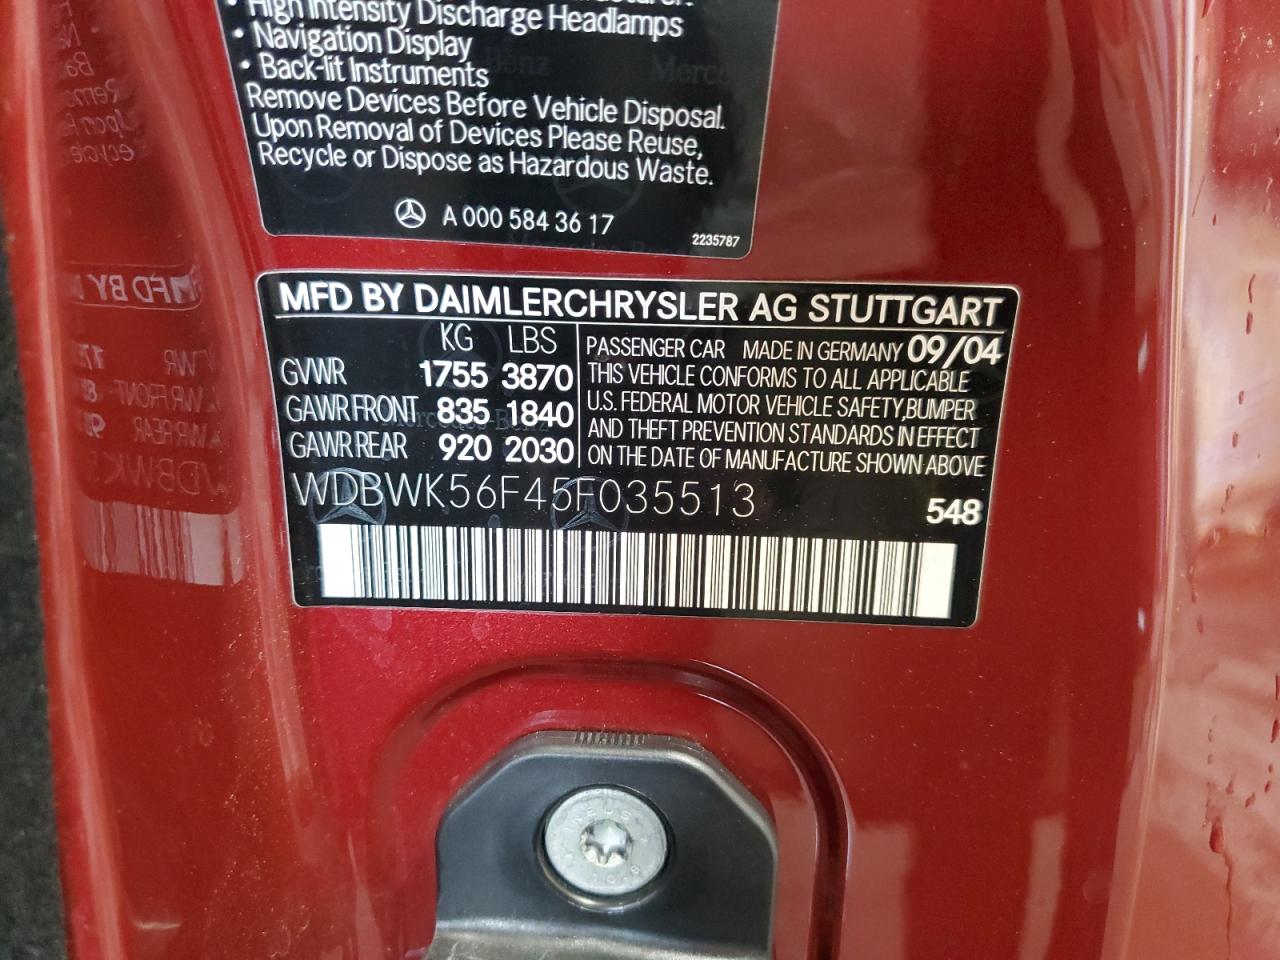 • High Intensity Discharge Headlamps
• Navigation Display
• Back-lit Instruments
Remove Devices Before Vehicle Disposal.
Upon Removal of Devices Please Reuse,
Recycle or Dispose as Hazardous Waste.
A 000 584 36 17
2235787
MFD BY DAIMLERCHRYSLER AG STUTTGART
KG LBS
GVWR 1755 3870
GAWR FRONT 835 1840
GAWR REAR 920 2030
PASSENGER CAR MADE IN GERMANY 09/04
THIS VEHICLE CONFORMS TO ALL APPLICABLE
U.S. FEDERAL MOTOR VEHICLE SAFETY, BUMPER
AND THEFT PREVENTION STANDARDS IN EFFECT
ON THE DATE OF MANUFACTURE SHOWN ABOVE
WDBWK56F45F035513
548